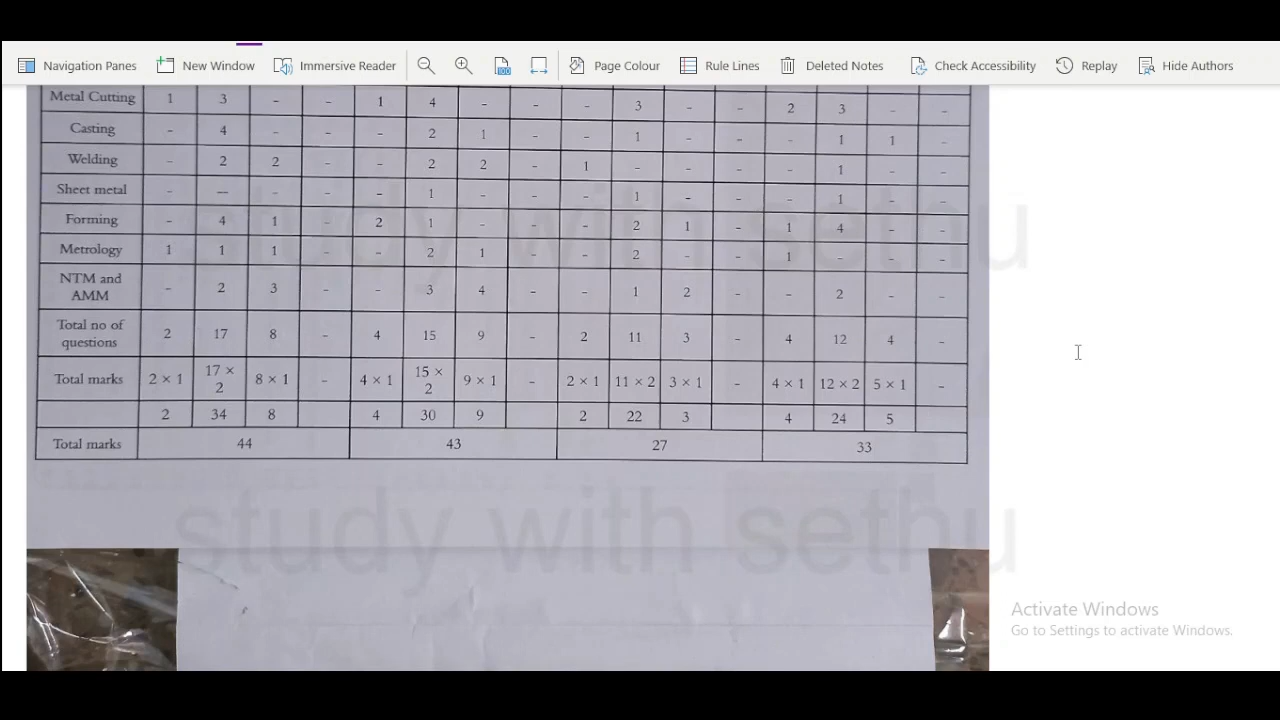 Navigation Panes New Window Immersive Reader 100 Page Colour Rule Lines Deleted Notes Check Accessibility Replay Hide Authors
Metal Cutting 1 3 - - 1 4 - - - 3 - - 2 3 - -
Casting - 4 - - - 2 1 - - 1 - - - 1 1 -
Welding - 2 2 - - 2 2 - 1 - - - - 1 - -
Sheet metal - — - - - 1 - - - 1 - - - 1 - -
Forming - 4 1 - 2 1 - - - 2 1 - 1 4 - -
Metrology 1 1 1 - - 2 1 - - 2 - - 1 - - -
NTM and
AMM - 2 3 - - 3 4 - - 1 2 - - 2 - -
Total no of
questions 2 17 8 - 4 15 9 - 2 11 3 - 4 12 4 -
Total marks 2 × 1 17 × 2 8 × 1 - 4 × 1 15 × 2 9 × 1 - 2 × 1 11 × 2 3 × 1 - 4 × 1 12 × 2 5 × 1 -
2 34 8 4 30 9 2 22 3 4 24 5
Total marks 44 43 27 33
study with sethu
study with sethu
Activate Windows
Go to Settings to activate Windows.